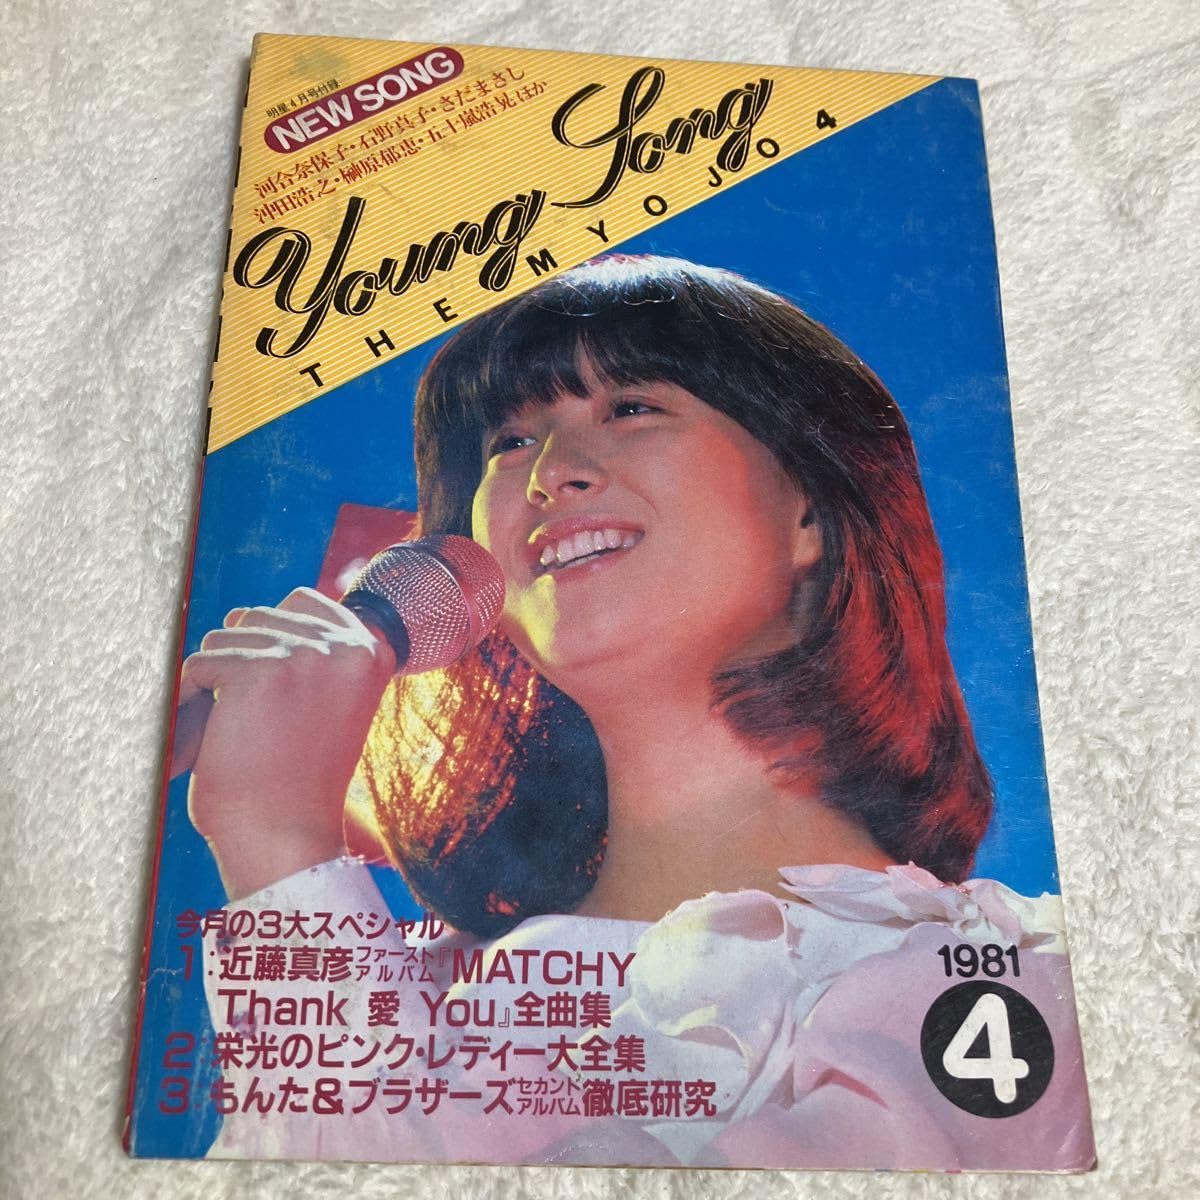 明星4月号付録
NEW SONG
河合奈保子・石野真子・さだまさし
沖田浩之・榊原郁恵・五十嵐浩晃ほか
Young Song
THE MYOJO 4
今月の3大スペシャル
1:近藤真彦ファーストアルバム『MATCHY
Thank 愛 You』全曲集
2:栄光のピンク・レディー大全集
3:もんた&ブラザーズセカンドアルバム徹底研究
1981
4